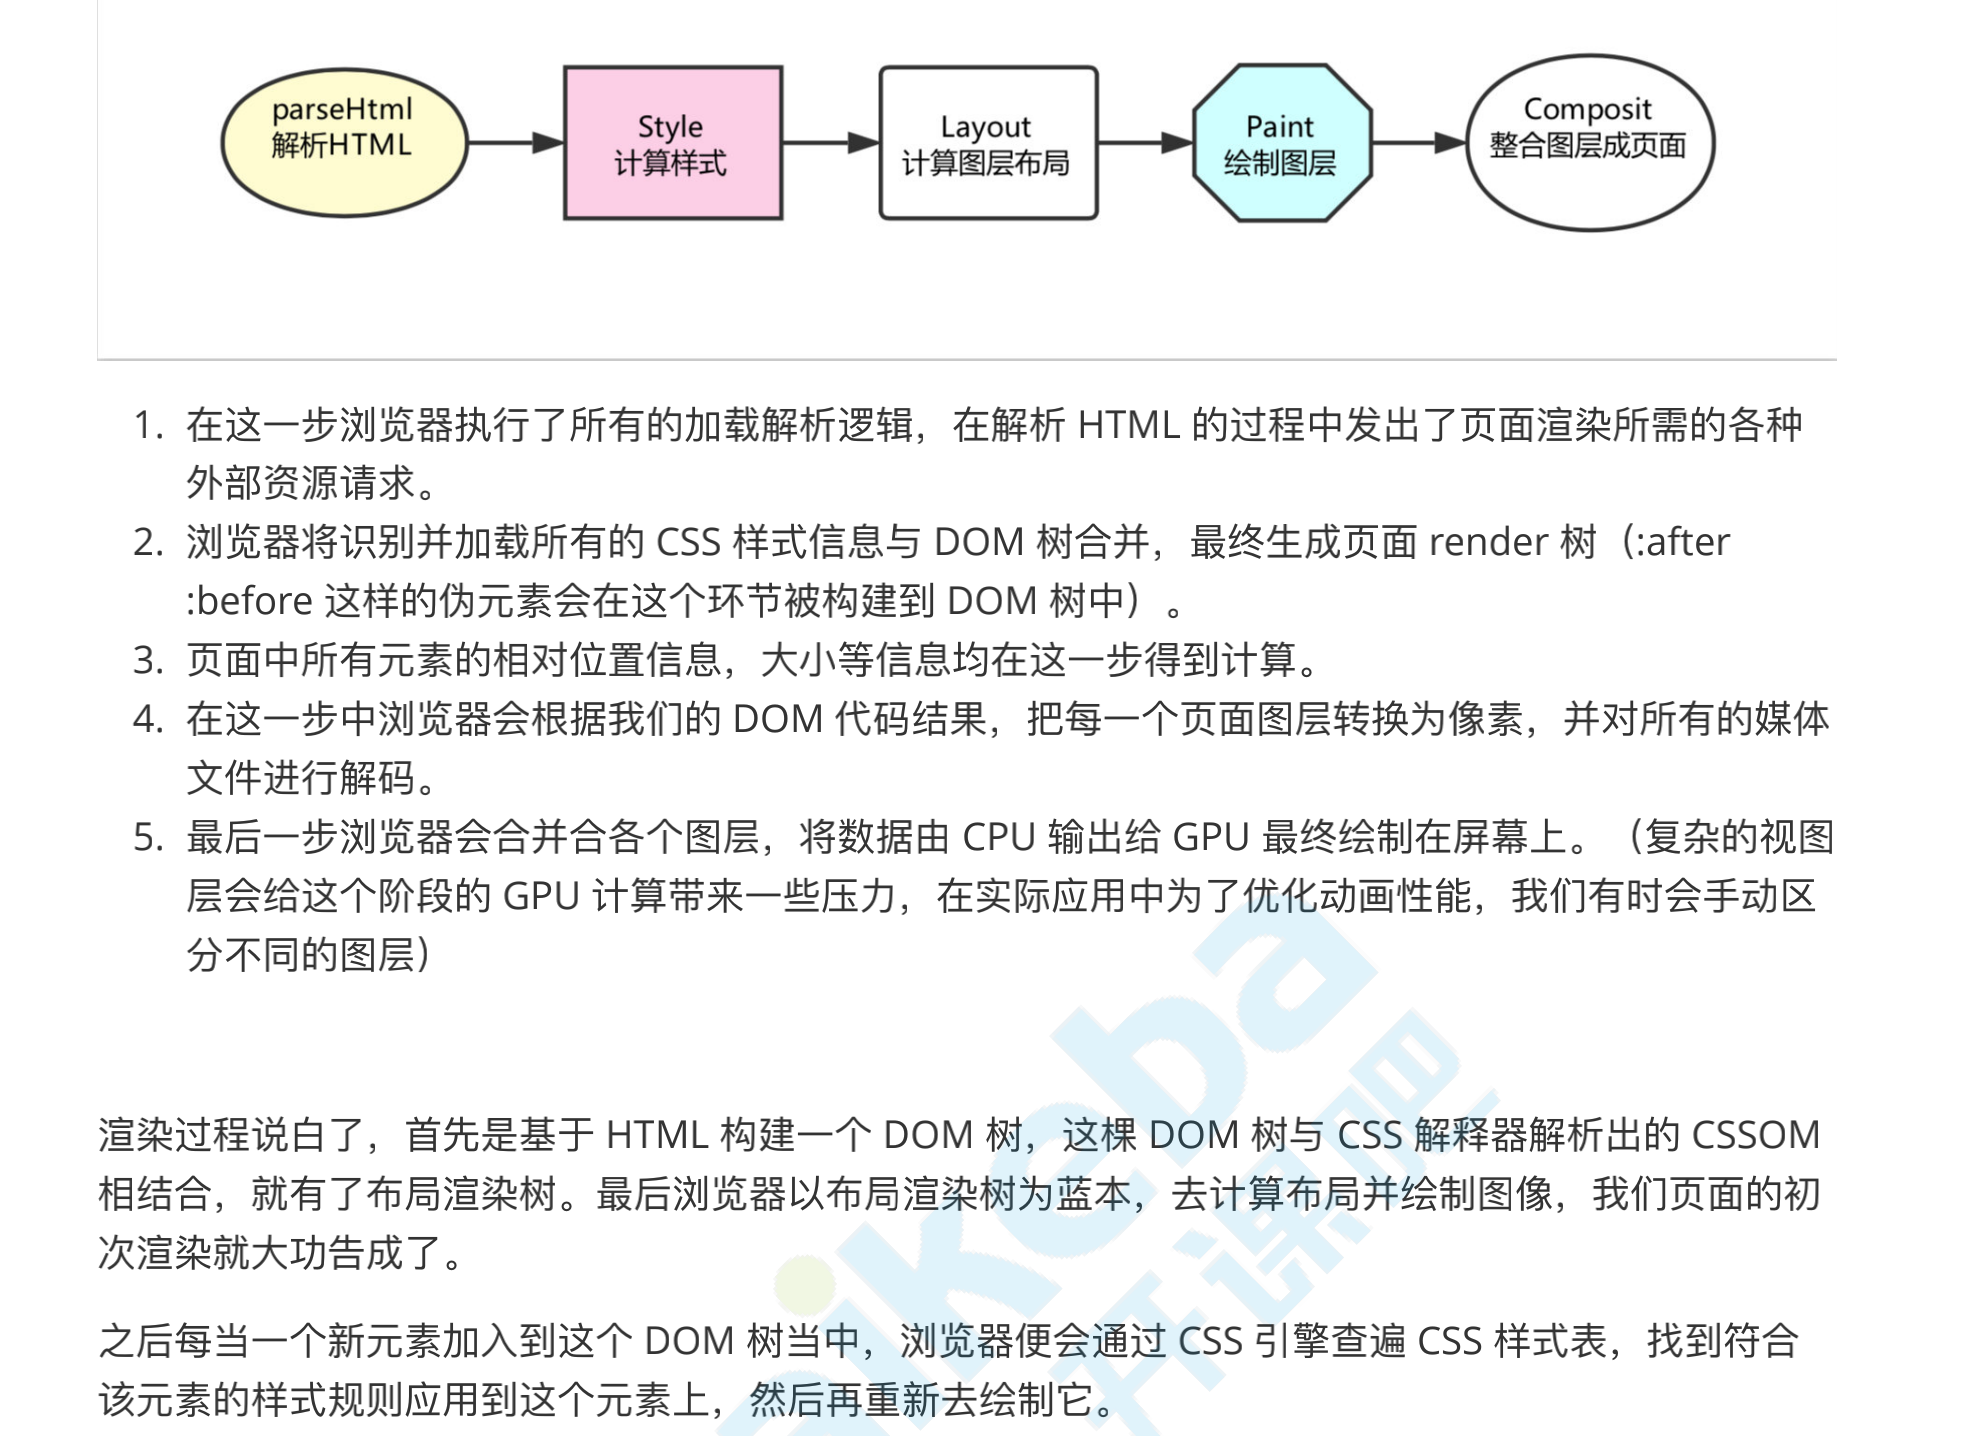 parseHtml
解析HTML
Style
计算样式
Layout
计算图层布局
Paint
绘制图层
Composit
整合图层成页面
1. 在这一步浏览器执行了所有的加载解析逻辑，在解析 HTML 的过程中发出了页面渲染所需的各种
外部资源请求。
2. 浏览器将识别并加载所有的 CSS 样式信息与 DOM 树合并，最终生成页面 render 树（:after
:before 这样的伪元素会在这个环节被构建到 DOM 树中）。
3. 页面中所有元素的相对位置信息，大小等信息均在这一步得到计算。
4. 在这一步中浏览器会根据我们的 DOM 代码结果，把每一个页面图层转换为像素，并对所有的媒体
文件进行解码。
5. 最后一步浏览器会合并合各个图层，将数据由 CPU 输出给 GPU 最终绘制在屏幕上。（复杂的视图
层会给这个阶段的 GPU 计算带来一些压力，在实际应用中为了优化动画性能，我们有时会手动区
分不同的图层）
渲染过程说白了，首先是基于 HTML 构建一个 DOM 树，这棵 DOM 树与 CSS 解释器解析出的 CSSOM
相结合，就有了布局渲染树。最后浏览器以布局渲染树为蓝本，去计算布局并绘制图像，我们页面的初
次渲染就大功告成了。
之后每当一个新元素加入到这个 DOM 树当中，浏览器便会通过 CSS 引擎查遍 CSS 样式表，找到符合
该元素的样式规则应用到这个元素上，然后再重新去绘制它。
aikeba
开课吧